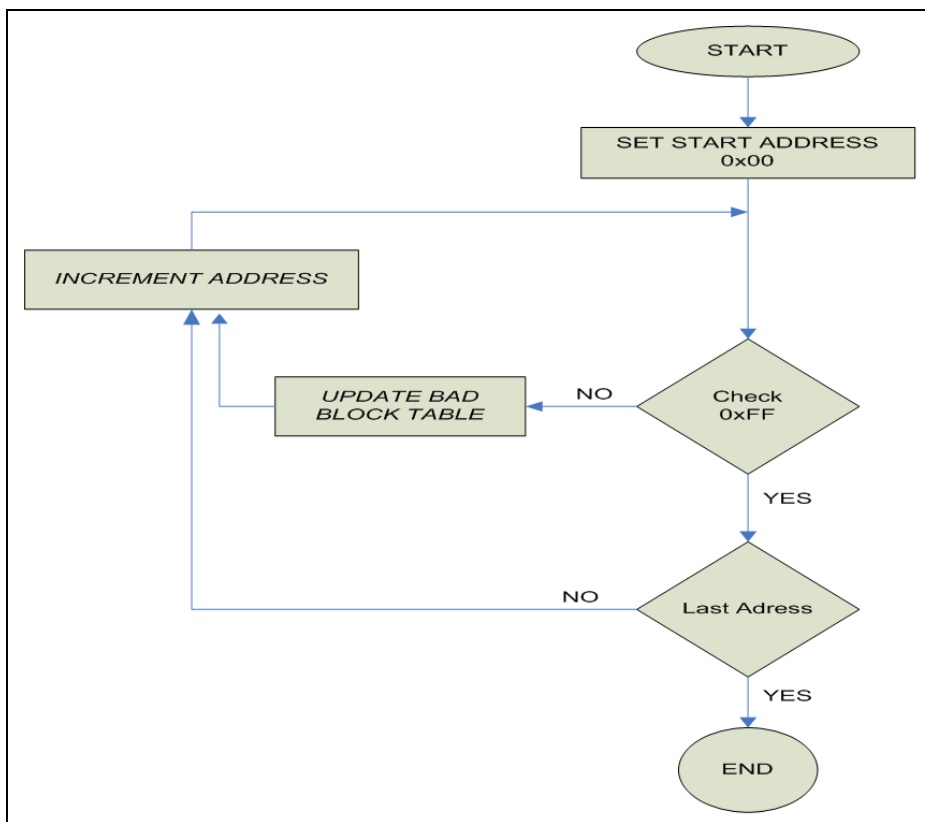 START
SET START ADDRESS
0x00
INCREMENT ADDRESS
UPDATE BAD
BLOCK TABLE
NO
Check
0xFF
YES
NO
Last Adress
YES
END